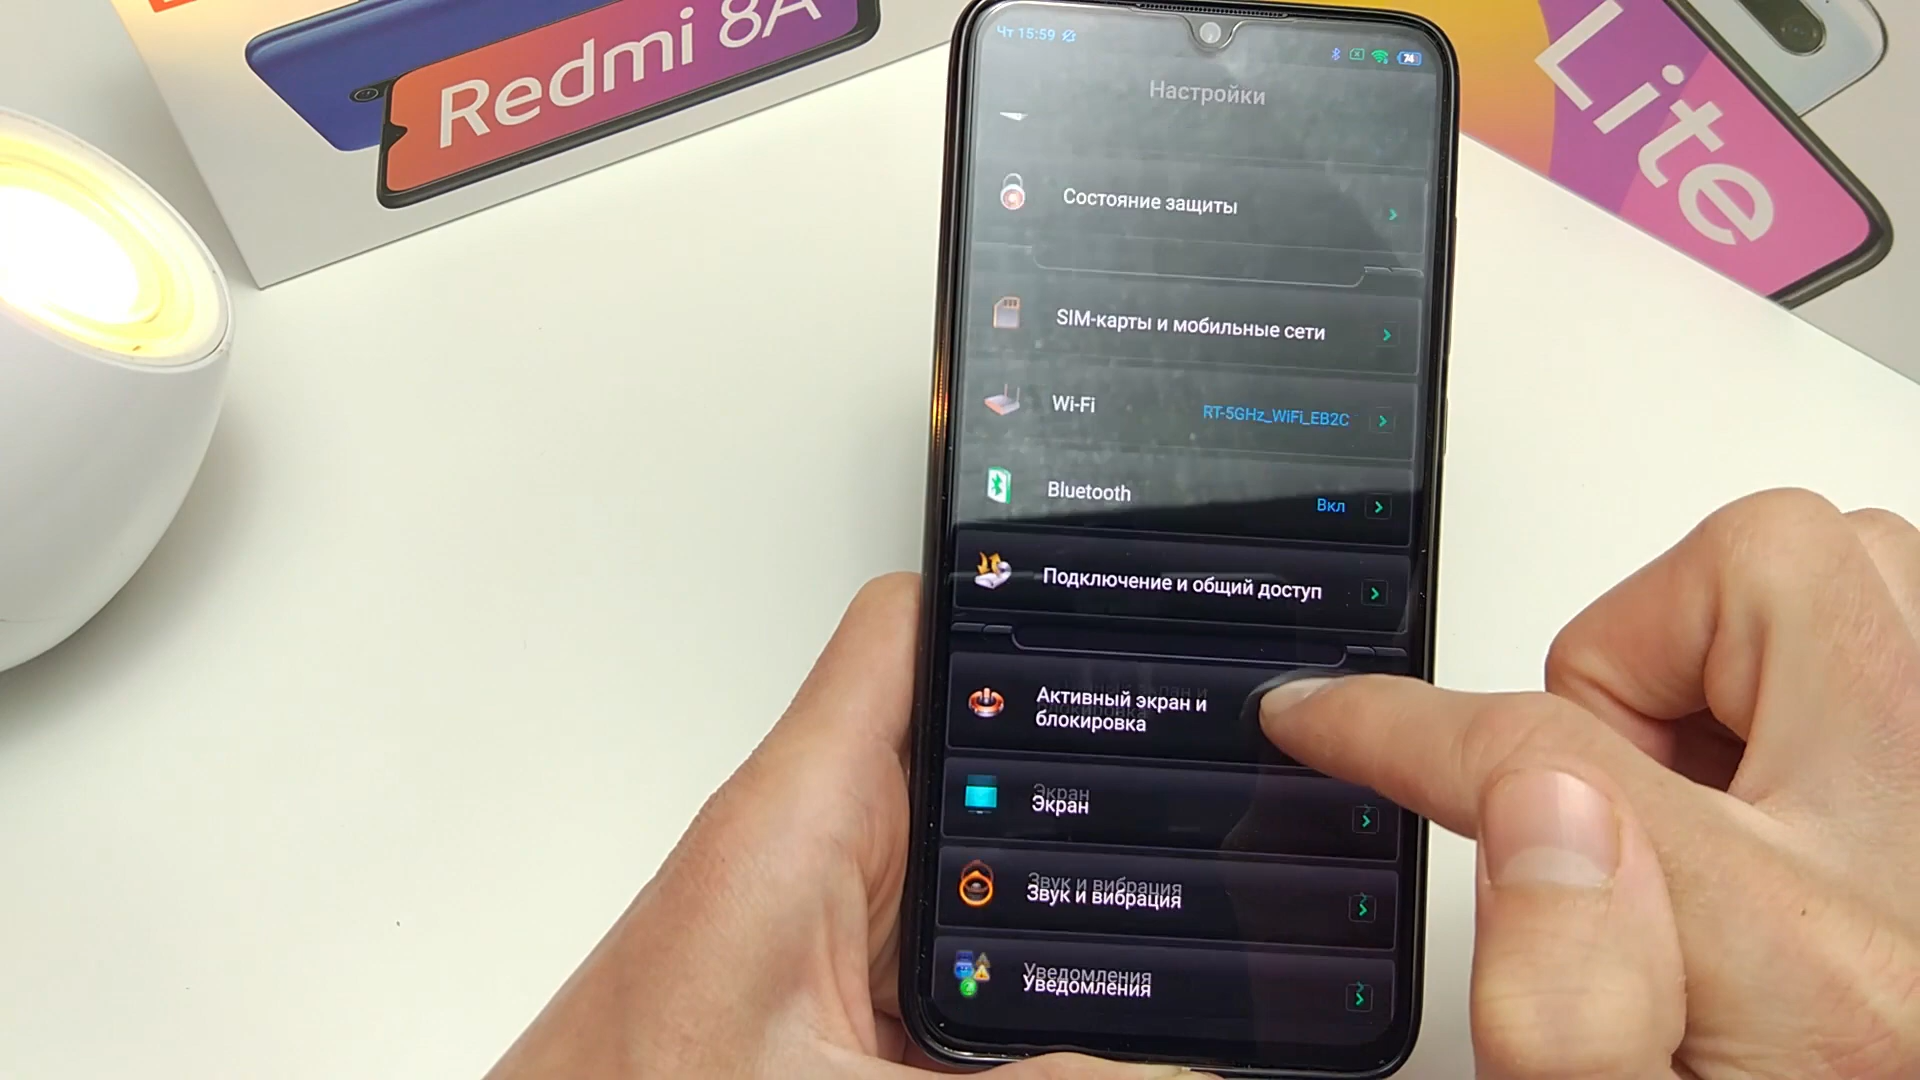 Redmi 8A
Lite
Чт 15:59
74
Настройки
Состояние защиты
SIM-карты и мобильные сети
Wi-Fi
RT-5GHz_WiFi_EB2C
Bluetooth
Вкл
Подключение и общий доступ
Активный экран и
блокировка
Экран
Звук и вибрация
Уведомления